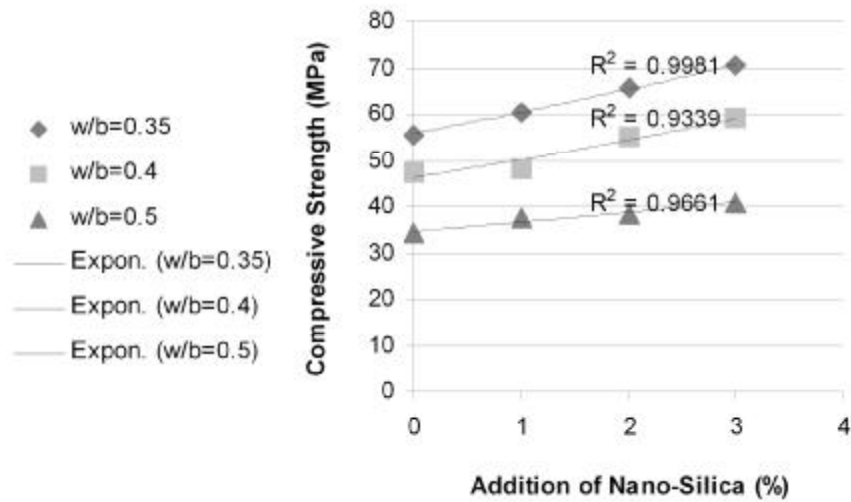 w/b=0.35
w/b=0.4
w/b=0.5
Expon. (w/b=0.35)
Expon. (w/b=0.4)
Expon. (w/b=0.5)
Compressive Strength (MPa)
80
70
60
50
40
30
20
10
0
R² = 0.9981
R² = 0.9339
R² = 0.9661
0 1 2 3 4
Addition of Nano-Silica (%)